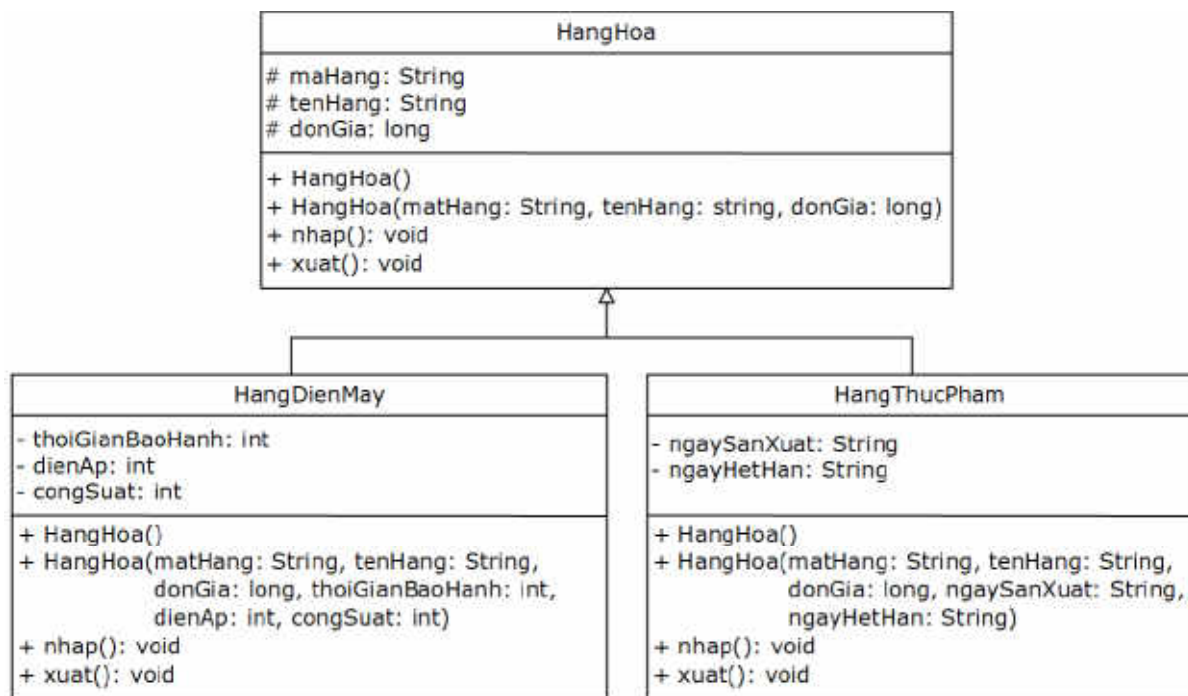 HangHoa
# maHang: String
# tenHang: String
# donGia: long
+ HangHoa()
+ HangHoa(matHang: String, tenHang: string, donGia: long)
+ nhap(): void
+ xuat(): void
HangDienMay
- thoiGianBaoHanh: int
- dienAp: int
- congSuat: int
+ HangHoa()
+ HangHoa(matHang: String, tenHang: String,
donGia: long, thoiGianBaoHanh: int,
dienAp: int, congSuat: int)
+ nhap(): void
+ xuat(): void
HangThucPham
- ngaySanXuat: String
- ngayHetHan: String
+ HangHoa()
+ HangHoa(matHang: String, tenHang: String,
donGia: long, ngaySanXuat: String,
ngayHetHan: String)
+ nhap(): void
+ xuat(): void